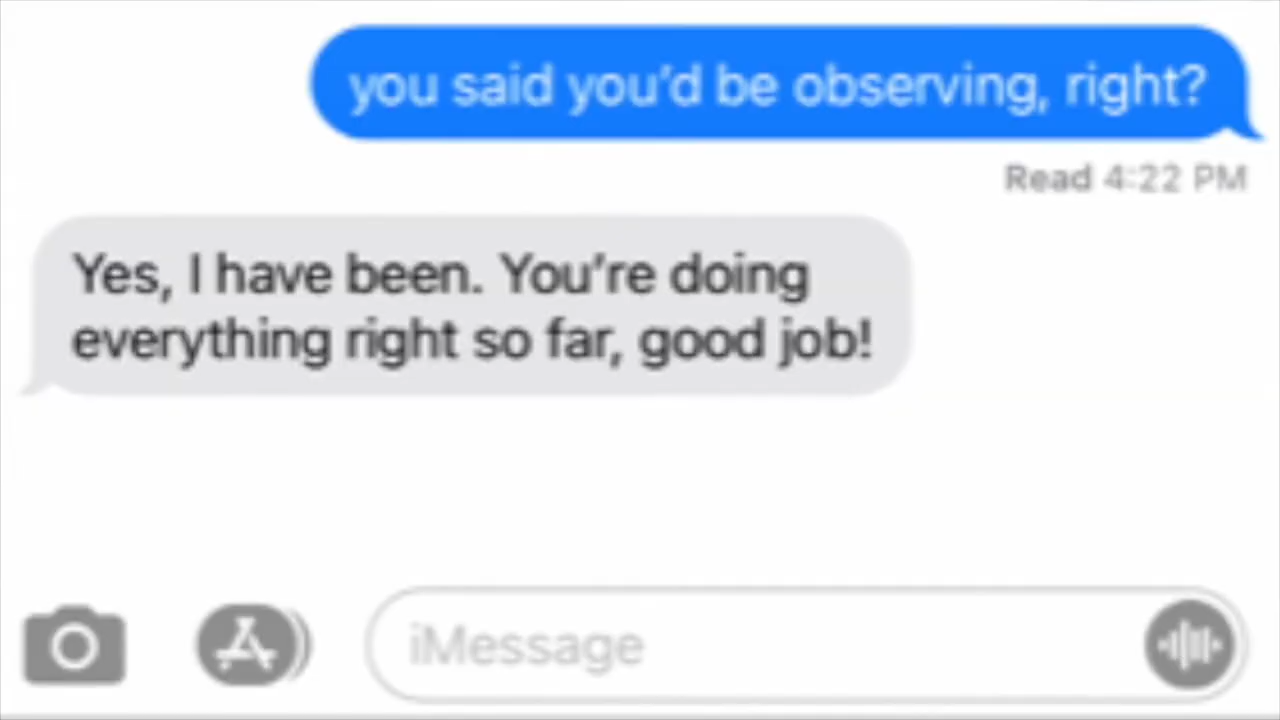 you said you’d be observing, right?
Read 4:22 PM
Yes, I have been. You’re doing
everything right so far, good job!
iMessage